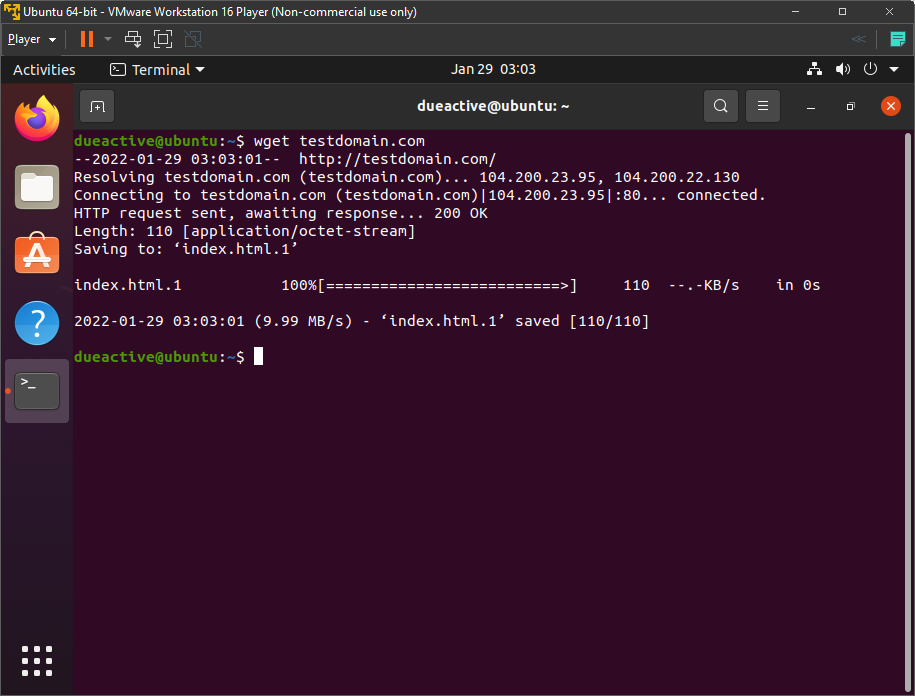 Ubuntu 64-bit - VMware Workstation 16 Player (Non-commercial use only)
Player
Activities Terminal Jan 29 03:03
dueactive@ubuntu: ~
dueactive@ubuntu:~$ wget testdomain.com
--2022-01-29 03:03:01--  http://testdomain.com/
Resolving testdomain.com (testdomain.com)... 104.200.23.95, 104.200.22.130
Connecting to testdomain.com (testdomain.com)|104.200.23.95|:80... connected.
HTTP request sent, awaiting response... 200 OK
Length: 110 [application/octet-stream]
Saving to: ‘index.html.1’
index.html.1           100%[==========================>]     110  --.-KB/s    in 0s
2022-01-29 03:03:01 (9.99 MB/s) - ‘index.html.1’ saved [110/110]
dueactive@ubuntu:~$